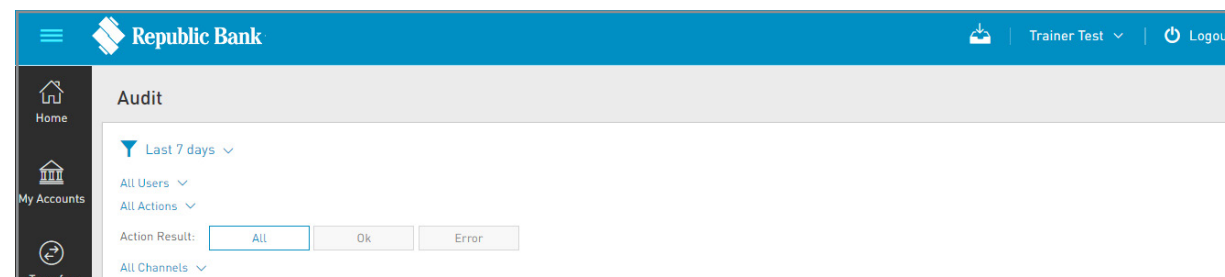 Republic Bank
Trainer Test
Home
Audit
Last 7 days
All Users
My Accounts
All Actions
Action Result: All Ok Error
All Channels